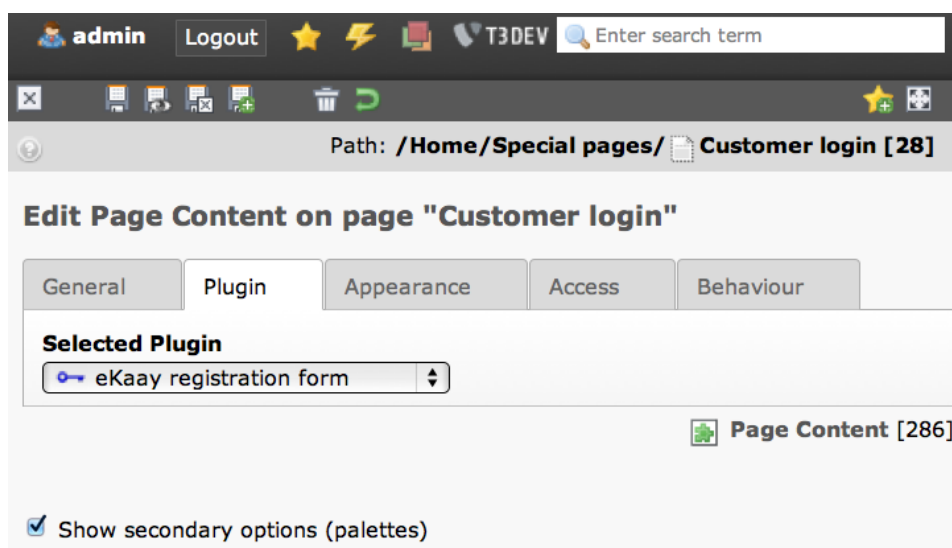 admin Logout T3DEV Enter search term
Path: /Home/Special pages/ Customer login [28]
Edit Page Content on page "Customer login"
General Plugin Appearance Access Behaviour
Selected Plugin
eKaay registration form
Page Content [286]
Show secondary options (palettes)